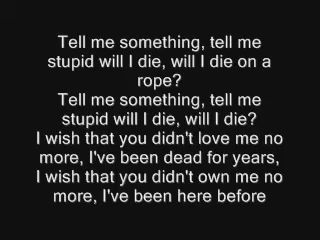 Tell me something, tell me
stupid will I die, will I die on a
rope?
Tell me something, tell me
stupid will I die, will I die?
I wish that you didn't love me no
more, I've been dead for years,
I wish that you didn't own me no
more, I've been here before